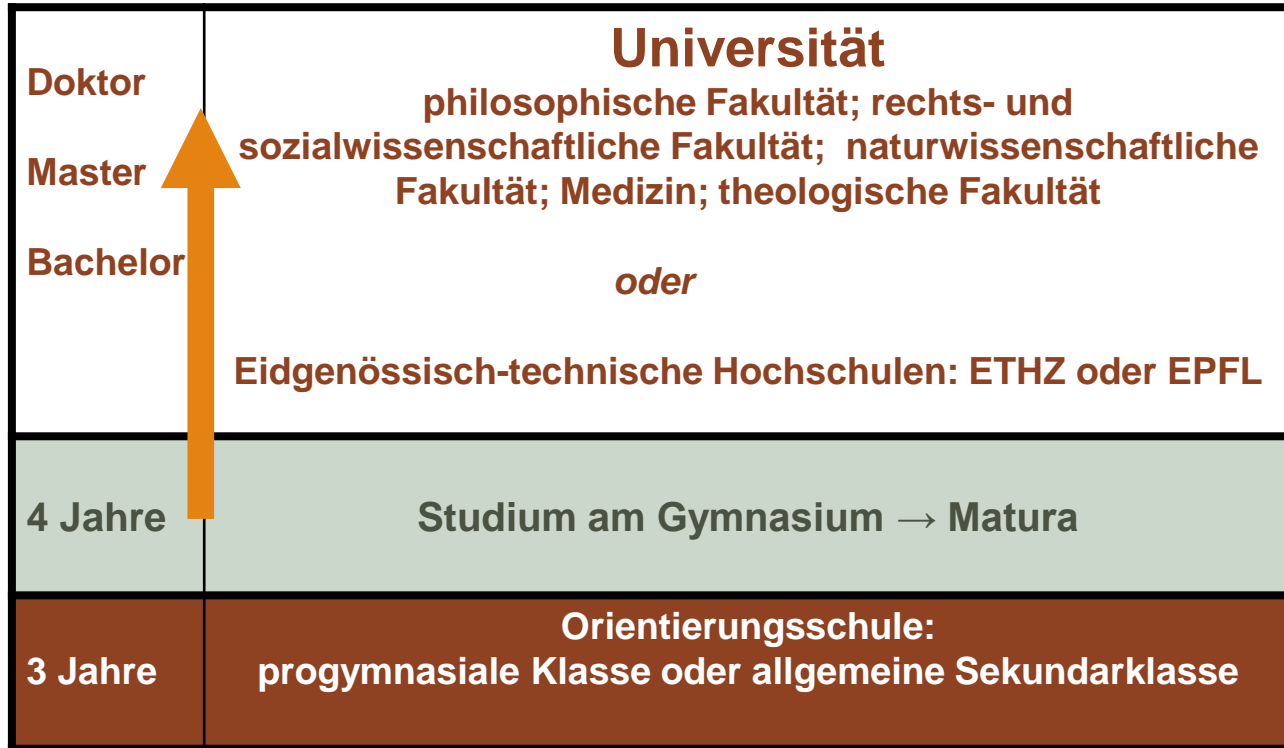 Doktor
Master
Bachelor
Universität
philosophische Fakultät; rechts- und
sozialwissenschaftliche Fakultät; naturwissenschaftliche
Fakultät; Medizin; theologische Fakultät
oder
Eidgenössisch-technische Hochschulen: ETHZ oder EPFL
4 Jahre
Studium am Gymnasium → Matura
3 Jahre
Orientierungsschule:
progymnasiale Klasse oder allgemeine Sekundarklasse